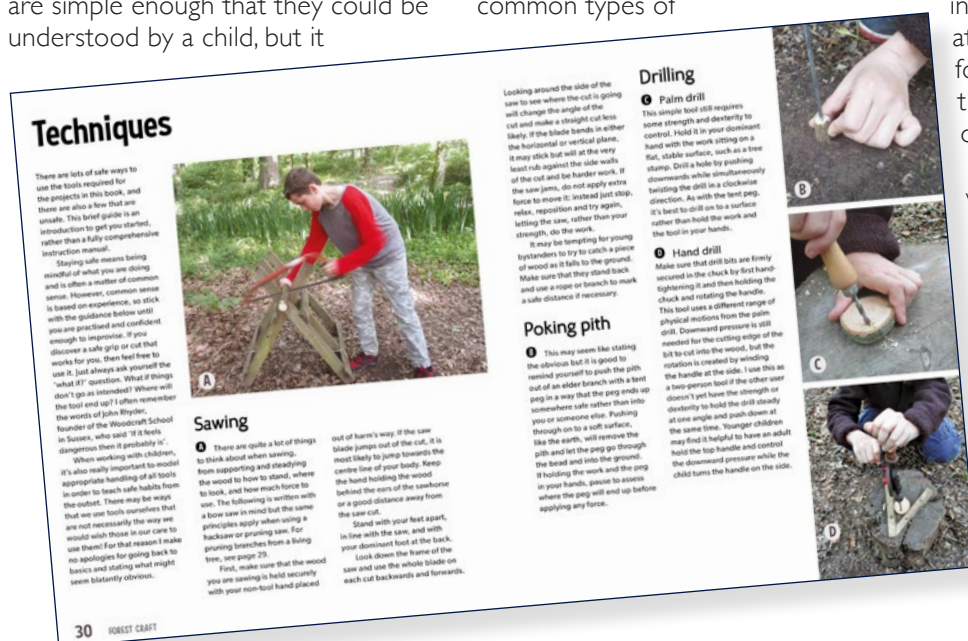 are simple enough that they could be
understood by a child, but it
common types of
in
at
fo
t
Techniques
There are lots of safe ways to
use the tools required for
the projects in this book, and
there are also a few that are
unsafe. This brief guide is an
introduction to get you started,
rather than a fully comprehensive
instruction manual.
Staying safe means being
mindful of what you are doing
and is often a matter of common
sense. However, common sense
is based on experience, so stick
with the guidance below until
you are practised and confident
enough to improvise. If you
discover a safe grip or cut that
works for you, then feel free to
use it. Just always ask yourself the
'what if?' question. What if things
don't go as intended? Where will
the tool end up? I often remember
the words of John Rhyder,
founder of the Woodcraft School
in Sussex, who said 'If it feels
dangerous then it probably is'.
When working with children,
it's also really important to model
appropriate handling of all tools
in order to teach safe habits from
the outset. There may be ways
that we use tools ourselves that
are not necessarily the way we
would wish those in our care to
use them! For that reason I make
no apologies for going back to
basics and stating what might
seem blatantly obvious.
A
Sawing
A There are quite a lot of things
to think about when sawing,
from supporting and steadying
the wood to how to stand, where
to look, and how much force to
use. The following is written with
a bow saw in mind but the same
principles apply when using a
hacksaw or pruning saw. For
pruning branches from a living
tree, see page 29.
First, make sure that the wood
you are sawing is held securely
with your non-tool hand placed
out of harm's way. If the saw
blade jumps out of the cut, it is
most likely to jump towards the
centre line of your body. Keep
the hand holding the wood
behind the ears of the sawhorse
or a good distance away from
the saw cut.
Stand with your feet apart,
in line with the saw, and with
your dominant foot at the back.
Look down the frame of the
saw and use the whole blade on
each cut backwards and forwards.
Looking around the side of the
saw to see where the cut is going
will change the angle of the
cut and make a straight cut less
likely. If the blade bends in either
the horizontal or vertical plane,
it may stick but will at the very
least rub against the side walls
of the cut and be harder work. If
the saw jams, do not apply extra
force to move it: instead just stop,
relax, reposition and try again,
letting the saw, rather than your
strength, do the work.
It may be tempting for young
bystanders to try to catch a piece
of wood as it falls to the ground.
Make sure that they stand back
and use a rope or branch to mark
a safe distance if necessary.
Poking pith
B This may seem like stating
the obvious but it is good to
remind yourself to push the pith
out of an elder branch with a tent
peg in a way that the peg ends up
somewhere safe rather than into
you or someone else. Pushing
through on to a soft surface,
like the earth, will remove the
pith and let the peg go through
the bead and into the ground.
If holding the work and the peg
in your hands, pause to assess
where the peg will end up before
applying any force.
Drilling
C Palm drill
This simple tool still requires
some strength and dexterity to
control. Hold it in your dominant
hand with the work sitting on a
flat, stable surface, such as a tree
stump. Drill a hole by pushing
downwards while simultaneously
twisting the drill in a clockwise
direction. As with the tent peg,
it's best to drill on to a surface
rather than hold the work and
the tool in your hands.
D Hand drill
Make sure that drill bits are firmly
secured in the chuck by first hand-
tightening it and then holding the
chuck and rotating the handle.
This tool uses a different range of
physical motions from the palm
drill. Downward pressure is still
needed for the cutting edge of the
bit to cut into the wood, but the
rotation is created by winding
the handle at the side. I use this as
a two-person tool if the other user
doesn't yet have the strength or
dexterity to hold the drill steady
at one angle and push down at
the same time. Younger children
may find it helpful to have an adult
hold the top handle and control
the downward pressure while the
child turns the handle on the side.
B
C
D
30 FOREST CRAFT